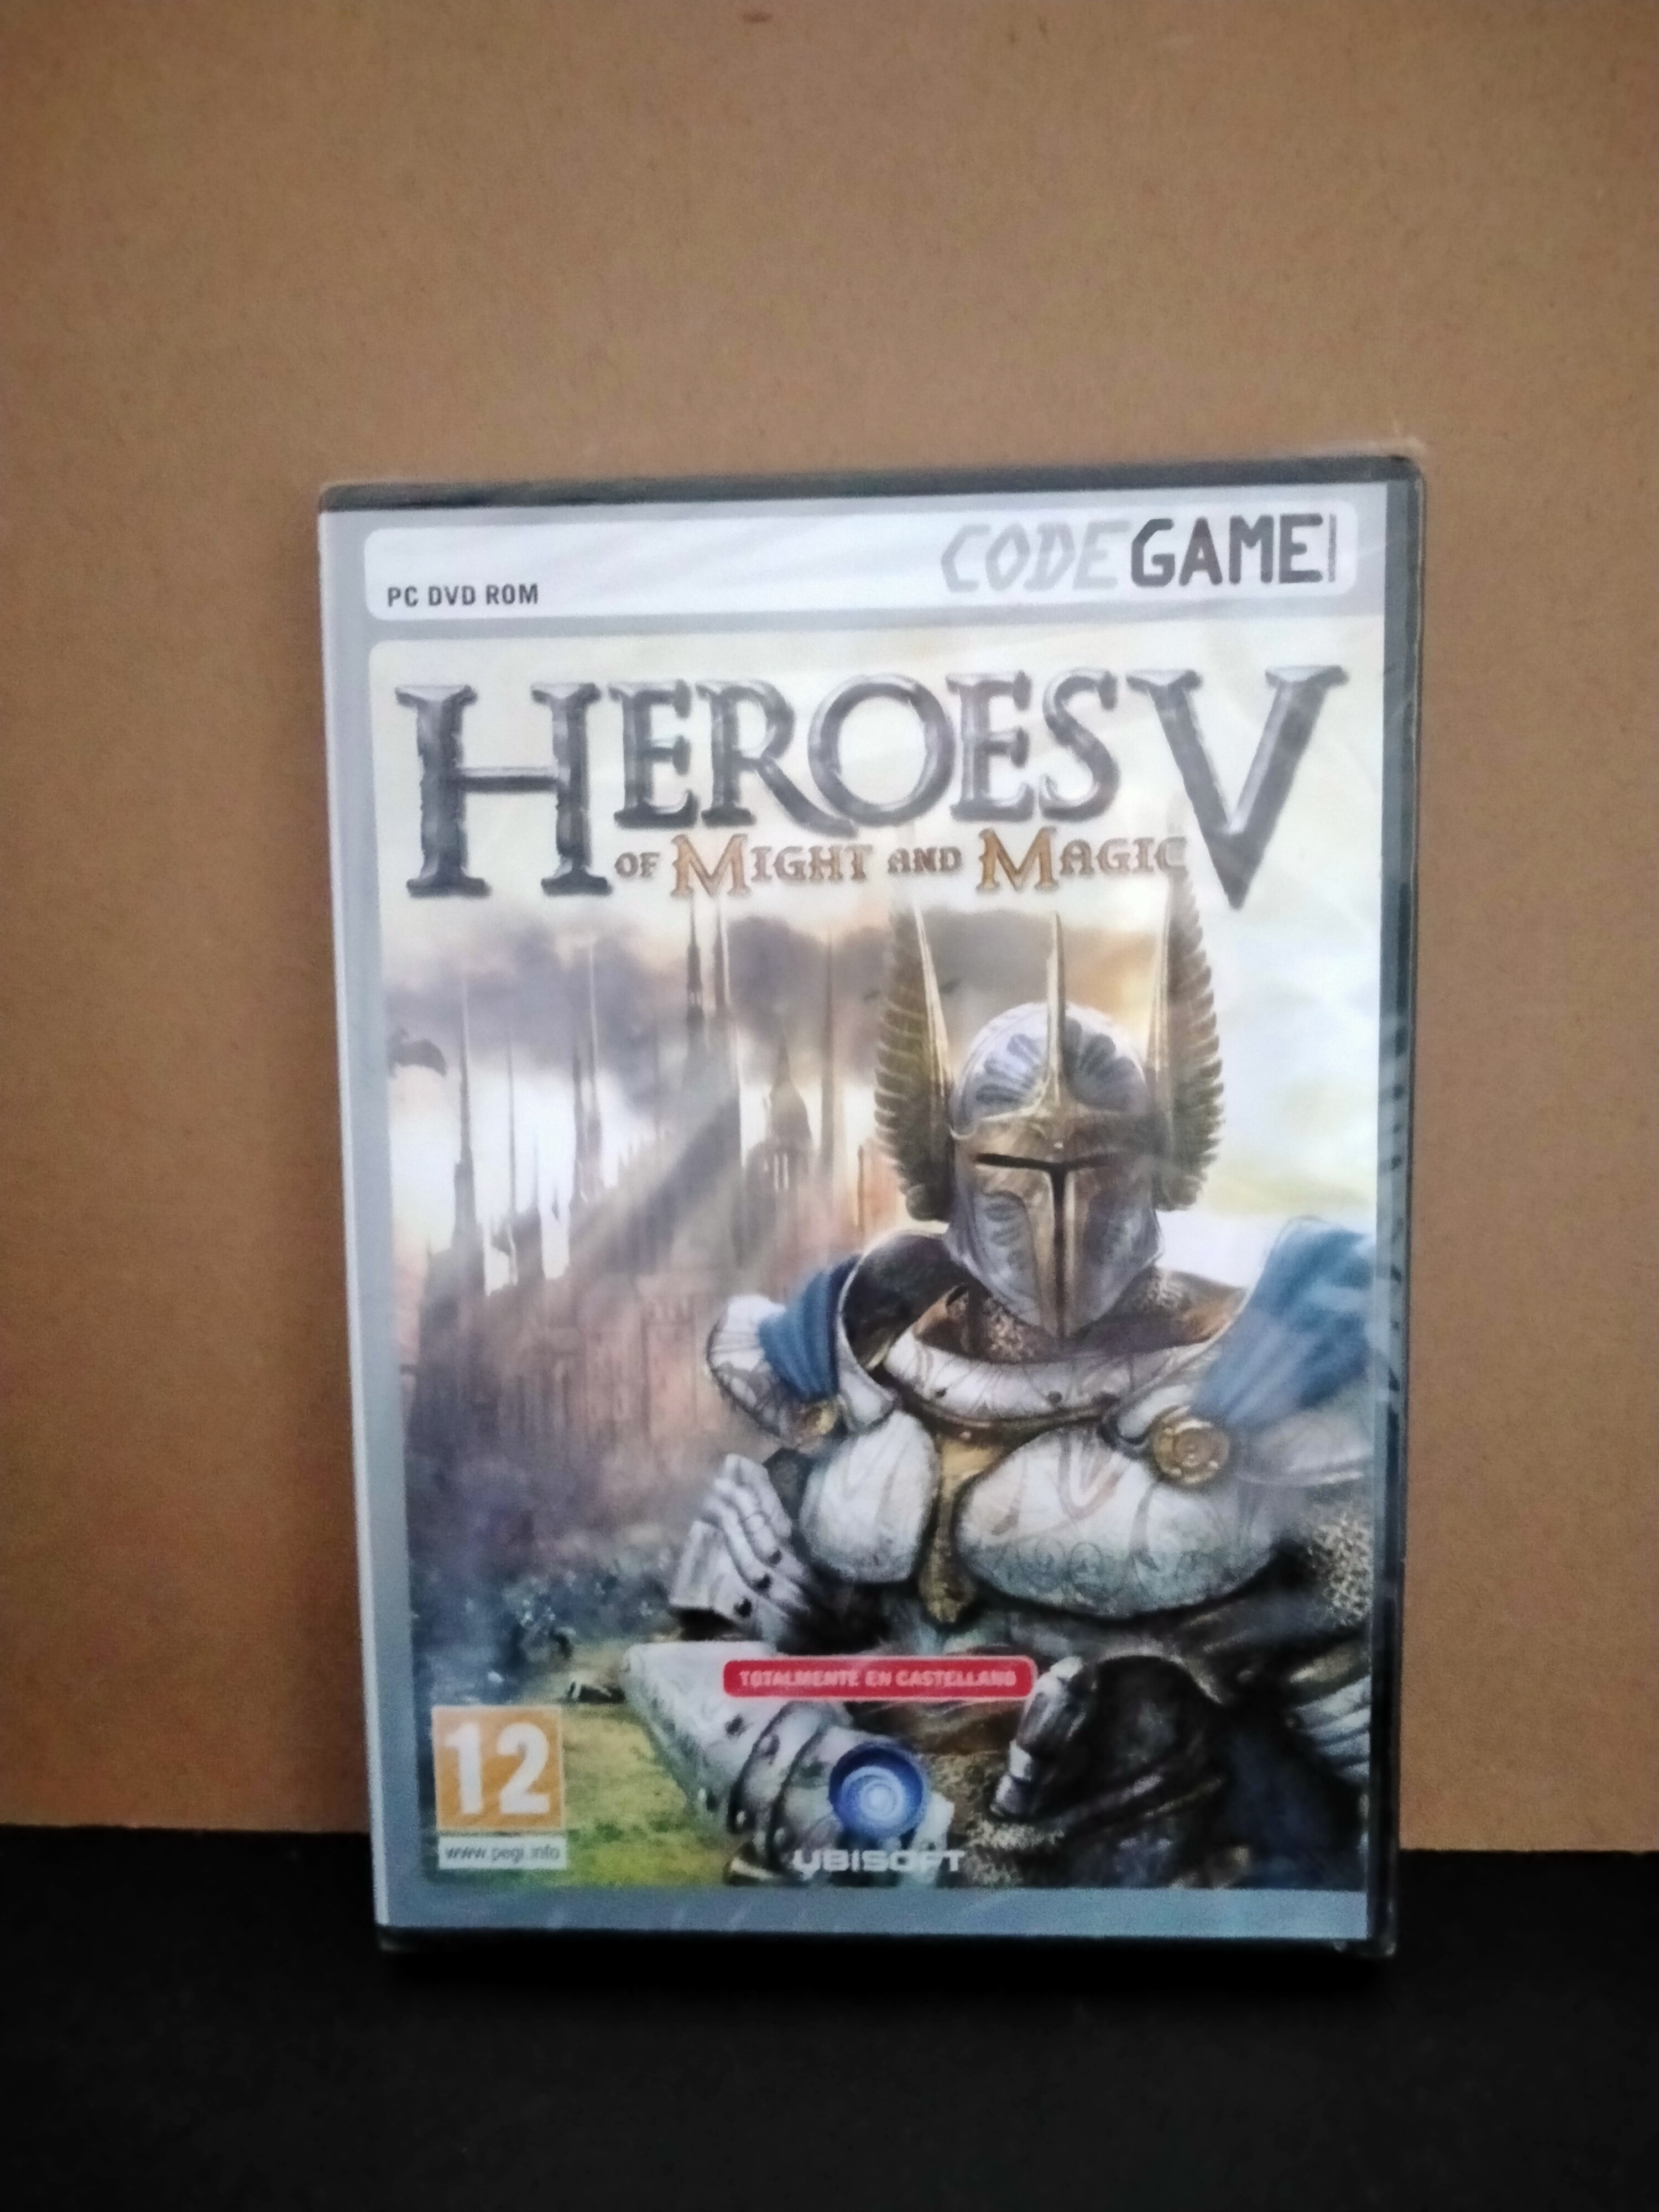 CODEGAME
PC DVD ROM
HEROES V
OF MIGHT AND MAGIC
TOTALMENTE EN CASTELLANO
12
www.pegi.info
UBISOFT